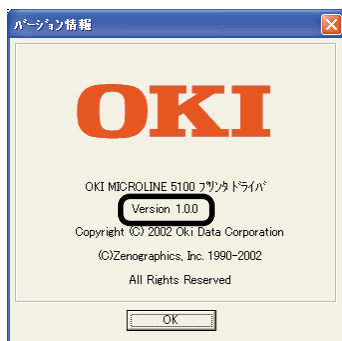 ﾊﾞｰｼﾞｮﾝ情報
OKI
OKI MICROLINE 5100 ﾌﾟﾘﾝﾀ ﾄﾞﾗｲﾊﾞ
Version 1.0.0
Copyright (C) 2002 Oki Data Corporation
(C)Zenographics, Inc. 1990-2002
All Rights Reserved
OK